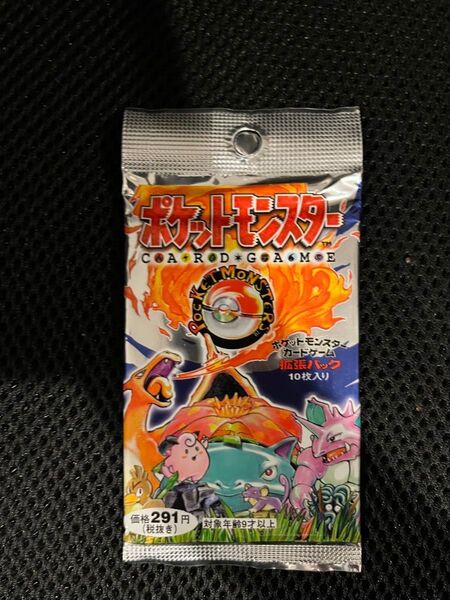 ポケットモンスター
TM
CARD GAME
POCKET MONSTERS
ポケットモンスター
カードゲーム
拡張パック
10枚入り
価格291円
(税抜き)
対象年齢9才以上